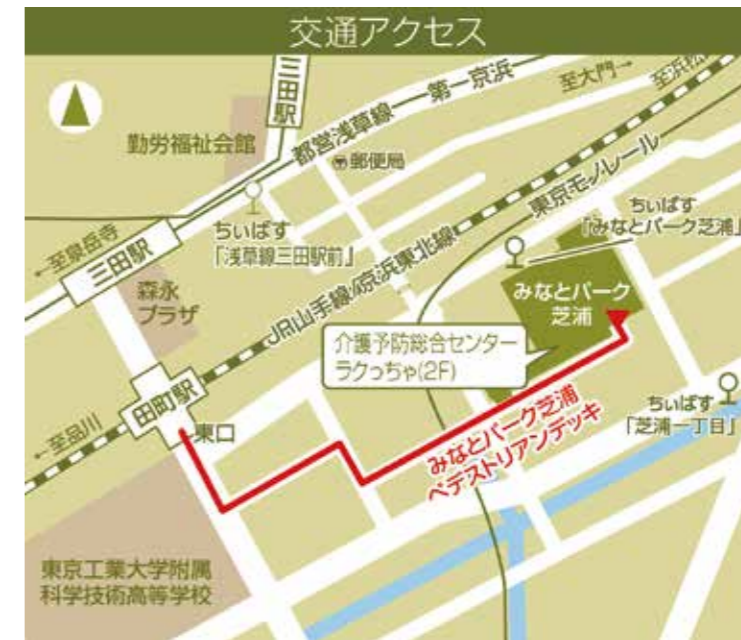 交通アクセス
三田駅
第一京浜
至大門→
至浜松
勤労福祉会館
都営浅草線
郵便局
東京モノレール
ちぃばす
「みなとパーク芝浦」
ちぃばす
「浅草線三田駅前」
←至泉岳寺
三田駅
森永
プラザ
JR山手線/京浜東北線
みなとパーク
芝浦
介護予防総合センター
ラクっちゃ(2F)
田町駅
東口
←至品川
みなとパーク芝浦
ペデストリアンデッキ
ちぃばす
「芝浦一丁目」
東京工業大学附属
科学技術高等学校